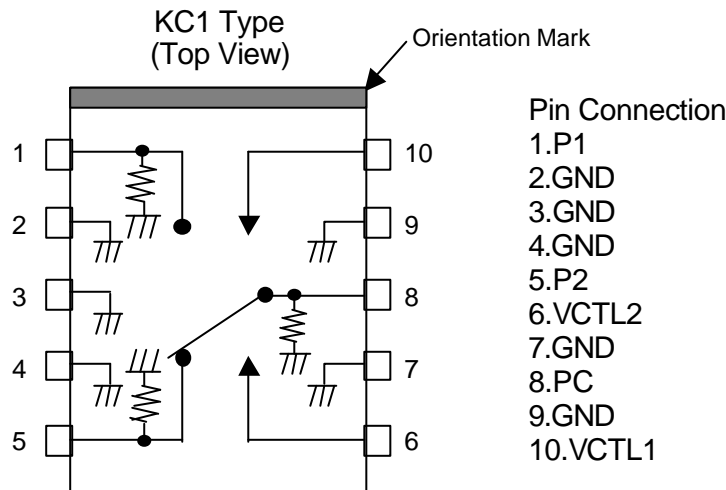 KC1 Type
(Top View)
Orientation Mark
1
2
3
4
5
10
9
8
7
6
Pin Connection
1.P1
2.GND
3.GND
4.GND
5.P2
6.VCTL2
7.GND
8.PC
9.GND
10.VCTL1